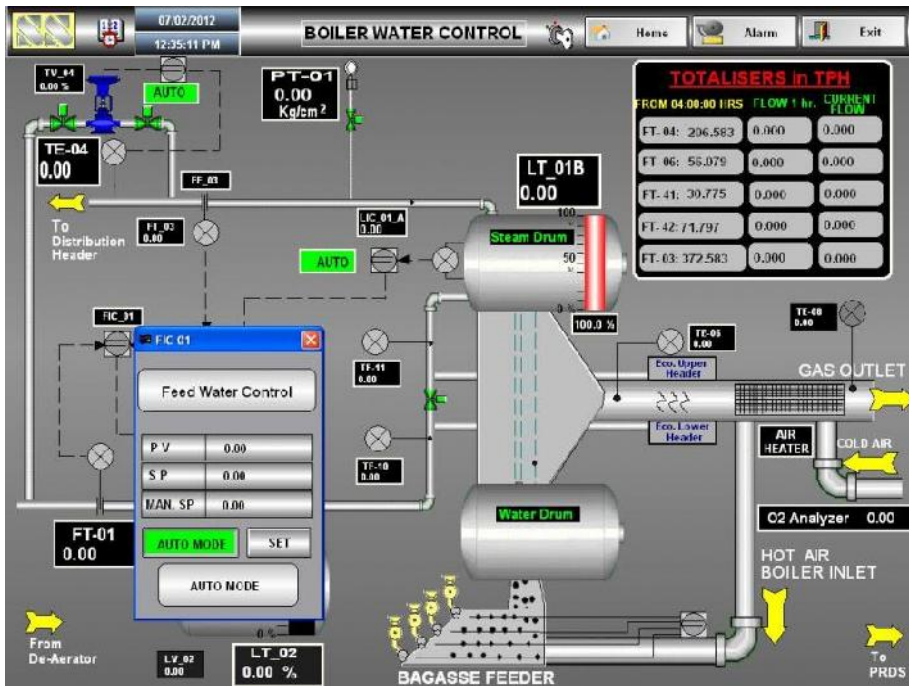 07/02/2012
12:35:11 PM
BOILER WATER CONTROL
Home
Alarm
Exit
TV_04
0.00 %
AUTO
PT-01
0.00
Kg/cm2
TOTALISERS in TPH
FROM 04:00:00 HRS FLOW 1 hr. CURRENT FLOW
FT-04: 206.583 0.000 0.000
FT-06: 56.079 0.000 0.000
FT-41: 30.775 0.000 0.000
FT-42: 71.797 0.000 0.000
FT-03: 372.583 0.000 0.000
TE-04
0.00
FE_03
LT_01B
0.00
To
Distribution
Header
FT_03
0.00
LIC_01_A
0.00
AUTO
Steam Drum
100
50
%
0 %
100.0 %
FIC_01
0.00
TE-11
0.00
TE-10
0.00
TE-06
0.00
TE-08
0.00
Eco. Upper
Header
Eco. Lower
Header
GAS OUTLET
AIR
HEATER
COLD AIR
O2 Analyzer 0.00
HOT AIR
BOILER INLET
Water Drum
FIC 01
Feed Water Control
P V 0.00
S P 0.00
MAN. SP 0.00
AUTO MODE SET
AUTO MODE
FT-01
0.00
From
De-Aerator
0 %
LV_02
0.00
LT_02
0.00 %
BAGASSE FEEDER
To
PRDS